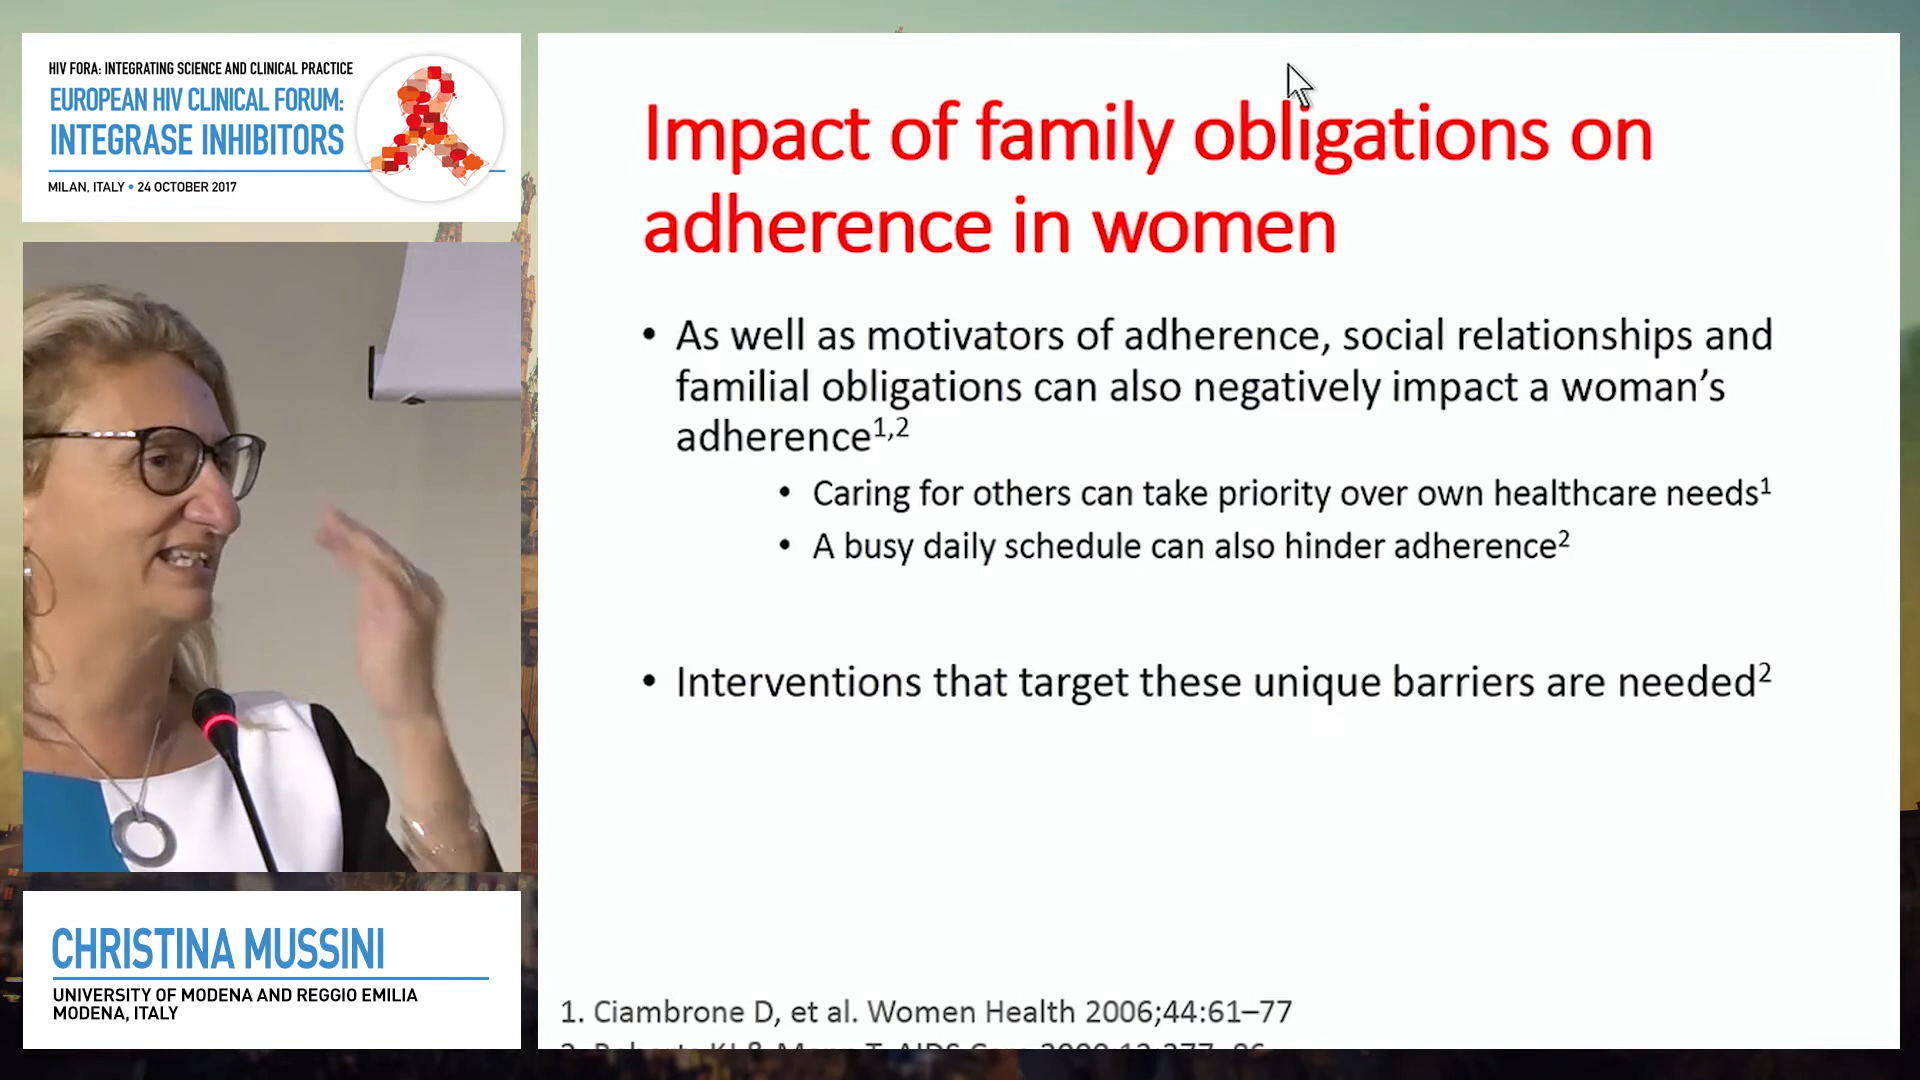 HIV FORA: INTEGRATING SCIENCE AND CLINICAL PRACTICE
EUROPEAN HIV CLINICAL FORUM:
INTEGRASE INHIBITORS
MILAN, ITALY • 24 OCTOBER 2017
Impact of family obligations on
adherence in women
• As well as motivators of adherence, social relationships and
familial obligations can also negatively impact a woman's
adherence1,2
• Caring for others can take priority over own healthcare needs1
• A busy daily schedule can also hinder adherence2
• Interventions that target these unique barriers are needed2
1. Ciambrone D, et al. Women Health 2006;44:61–77
CHRISTINA MUSSINI
UNIVERSITY OF MODENA AND REGGIO EMILIA
MODENA, ITALY